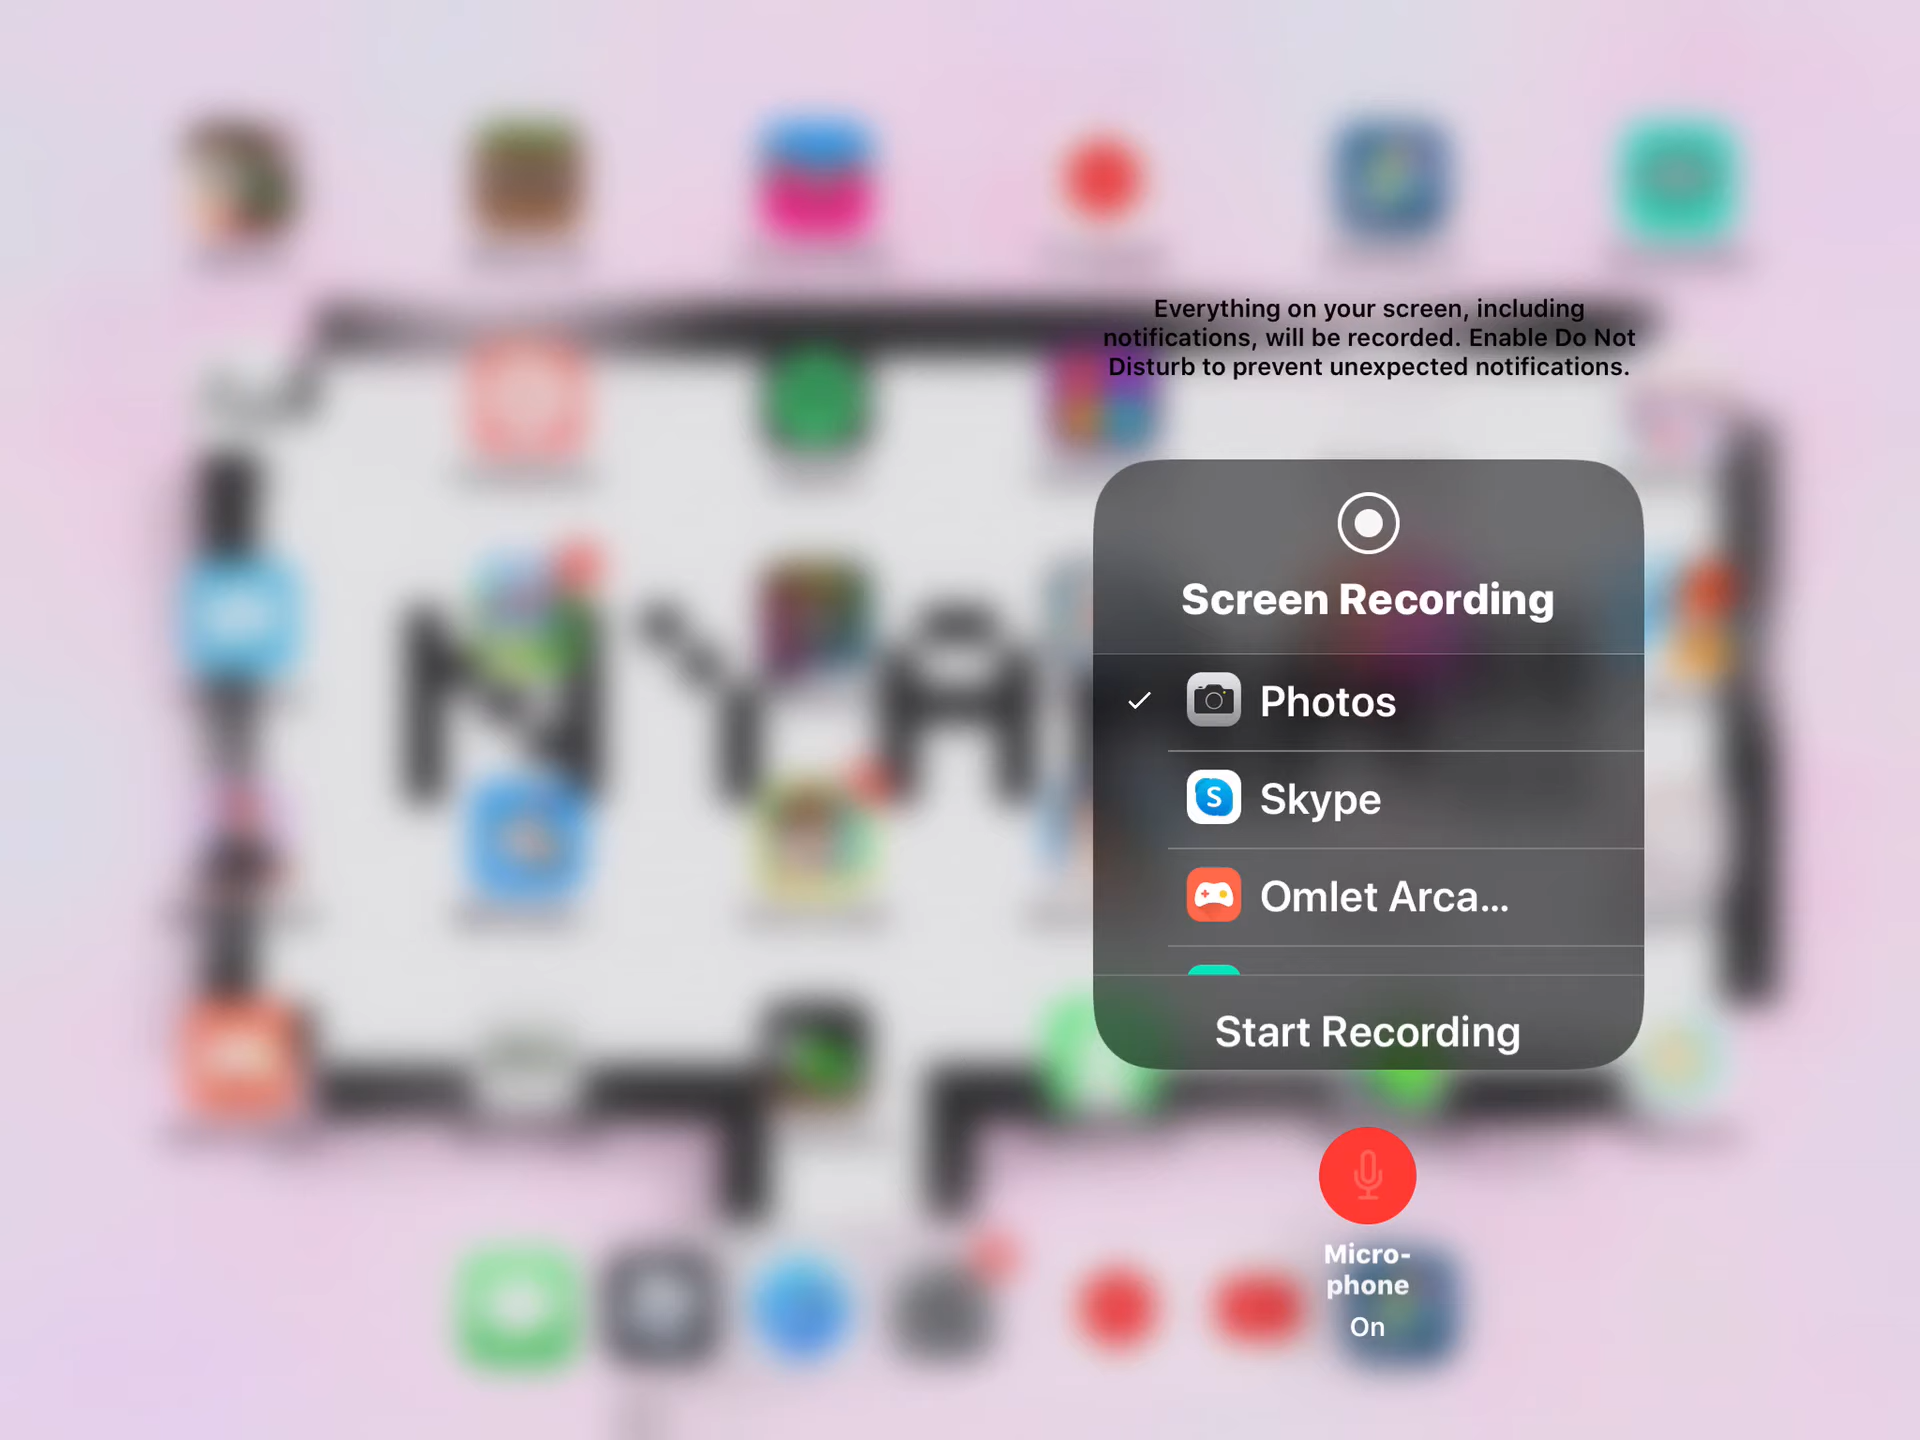 Everything on your screen, including
notifications, will be recorded. Enable Do Not
Disturb to prevent unexpected notifications.
Screen Recording
Photos
Skype
Omlet Arca...
Start Recording
Micro-
phone
On